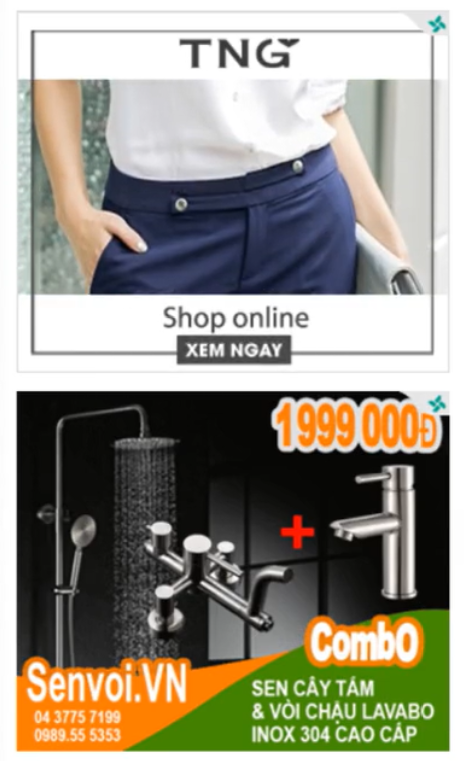 TNG
Shop online
XEM NGAY
1999 000Đ
CombO
Senvoi.VN
04 3775 7199
0989.55 5353
SEN CÂY TẮM
& VÒI CHẬU LAVABO
INOX 304 CAO CẤP